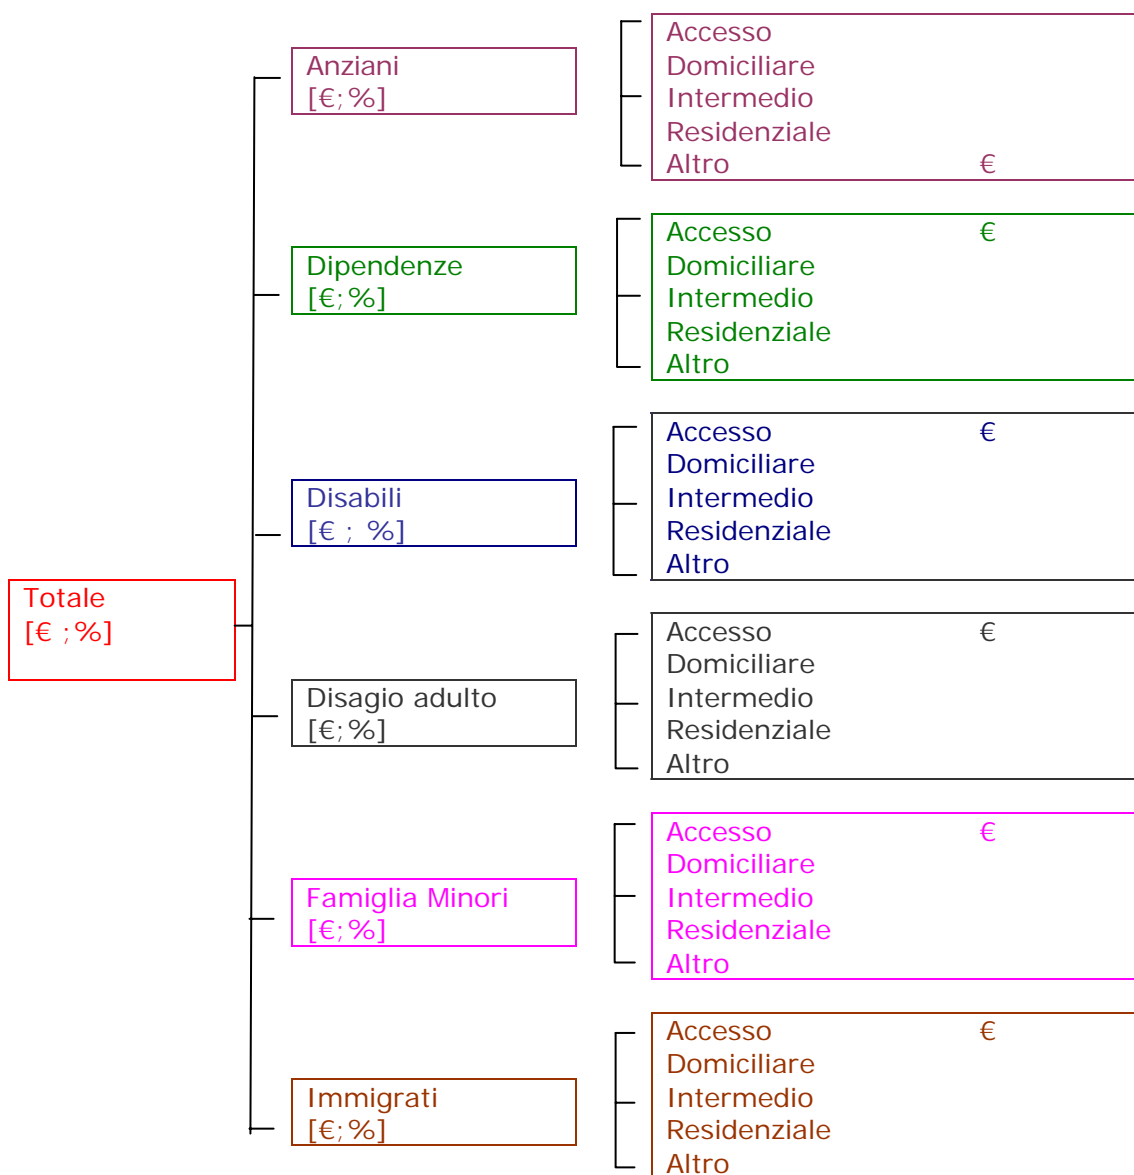 Totale
[€ ;%]
Anziani
[€;%]
Accesso
Domiciliare
Intermedio
Residenziale
Altro €
Dipendenze
[€;%]
Accesso €
Domiciliare
Intermedio
Residenziale
Altro
Disabili
[€ ; %]
Accesso €
Domiciliare
Intermedio
Residenziale
Altro
Disagio adulto
[€;%]
Accesso €
Domiciliare
Intermedio
Residenziale
Altro
Famiglia Minori
[€;%]
Accesso €
Domiciliare
Intermedio
Residenziale
Altro
Immigrati
[€;%]
Accesso €
Domiciliare
Intermedio
Residenziale
Altro